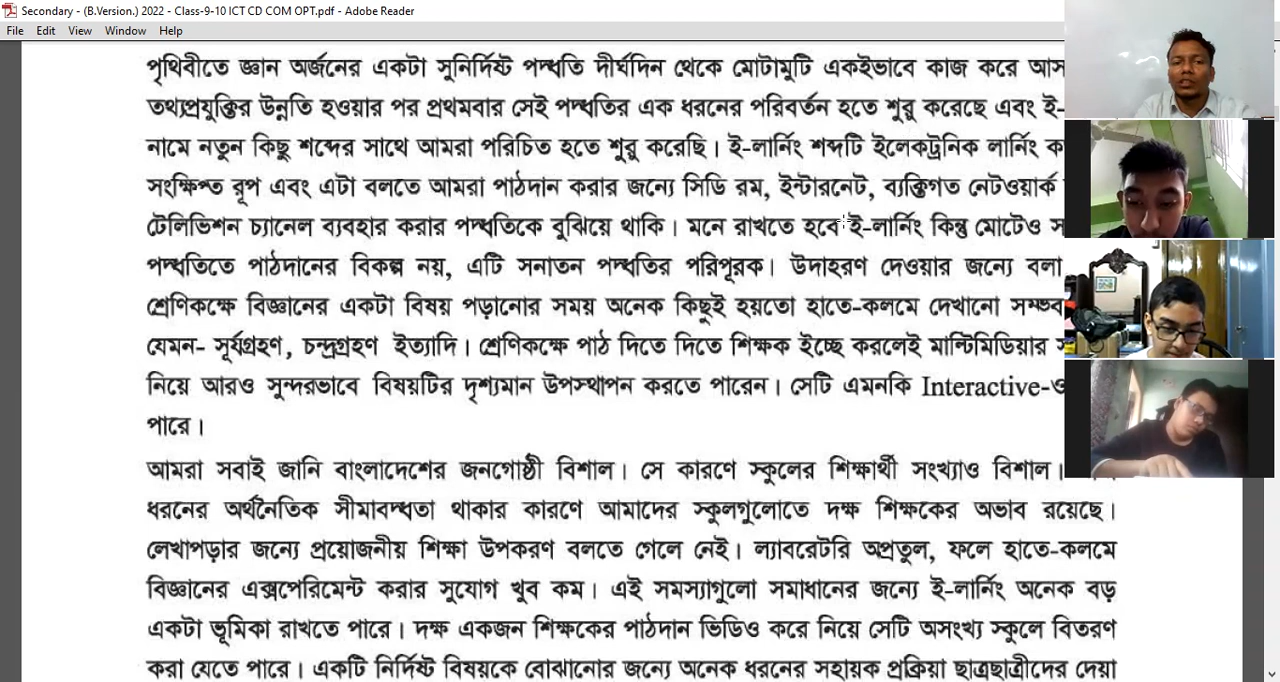 Secondary - (B.Version.) 2022 - Class-9-10 ICT CD COM OPT.pdf - Adobe Reader
File Edit View Window Help
পৃথিবীতে জ্ঞান অর্জনের একটা সুনির্দিষ্ট পদ্ধতি দীর্ঘদিন থেকে মোটামুটি একইভাবে কাজ করে আস
তথ্যপ্রযুক্তির উন্নতি হওয়ার পর প্রথমবার সেই পদ্ধতির এক ধরনের পরিবর্তন হতে শুরু করেছে এবং ই-
নামে নতুন কিছু শব্দের সাথে আমরা পরিচিত হতে শুরু করেছি। ই-লার্নিং শব্দটি ইলেকট্রনিক লার্নিং ক
সংক্ষিপ্ত রূপ এবং এটা বলতে আমরা পাঠদান করার জন্যে সিডি রম, ইন্টারনেট, ব্যক্তিগত নেটওয়ার্ক
টেলিভিশন চ্যানেল ব্যবহার করার পদ্ধতিকে বুঝিয়ে থাকি। মনে রাখতে হবে ই-লার্নিং কিন্তু মোটেও স
পদ্ধতিতে পাঠদানের বিকল্প নয়, এটি সনাতন পদ্ধতির পরিপূরক। উদাহরণ দেওয়ার জন্যে বলা
শ্রেণিকক্ষে বিজ্ঞানের একটা বিষয় পড়ানোর সময় অনেক কিছুই হয়তো হাতে-কলমে দেখানো সম্ভব
যেমন- সূর্যগ্রহণ, চন্দ্রগ্রহণ ইত্যাদি। শ্রেণিকক্ষে পাঠ দিতে দিতে শিক্ষক ইচ্ছে করলেই মাল্টিমিডিয়ার স
নিয়ে আরও সুন্দরভাবে বিষয়টির দৃশ্যমান উপস্থাপন করতে পারেন। সেটি এমনকি Interactive-ও
পারে।
আমরা সবাই জানি বাংলাদেশের জনগোষ্ঠী বিশাল। সে কারণে স্কুলের শিক্ষার্থী সংখ্যাও বিশাল।
ধরনের অর্থনৈতিক সীমাবদ্ধতা থাকার কারণে আমাদের স্কুলগুলোতে দক্ষ শিক্ষকের অভাব রয়েছে।
লেখাপড়ার জন্যে প্রয়োজনীয় শিক্ষা উপকরণ বলতে গেলে নেই। ল্যাবরেটরি অপ্রতুল, ফলে হাতে-কলমে
বিজ্ঞানের এক্সপেরিমেন্ট করার সুযোগ খুব কম। এই সমস্যাগুলো সমাধানের জন্যে ই-লার্নিং অনেক বড়
একটা ভূমিকা রাখতে পারে। দক্ষ একজন শিক্ষকের পাঠদান ভিডিও করে নিয়ে সেটি অসংখ্য স্কুলে বিতরণ
করা যেতে পারে। একটি নির্দিষ্ট বিষয়কে বোঝানোর জন্যে অনেক ধরনের সহায়ক প্রক্রিয়া ছাত্রছাত্রীদের দেয়া